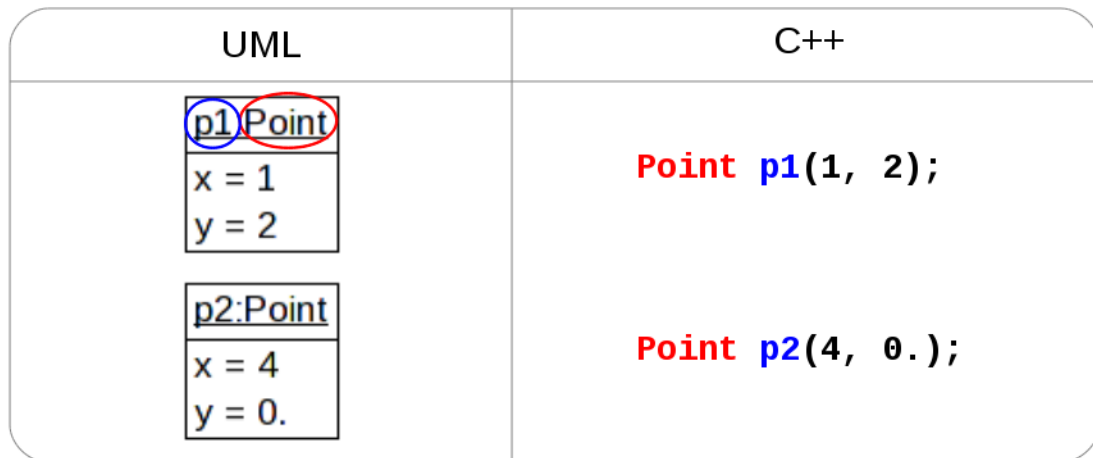 UML
C++
p1:Point
x = 1
y = 2
Point p1(1, 2);
p2:Point
x = 4
y = 0.
Point p2(4, 0.);